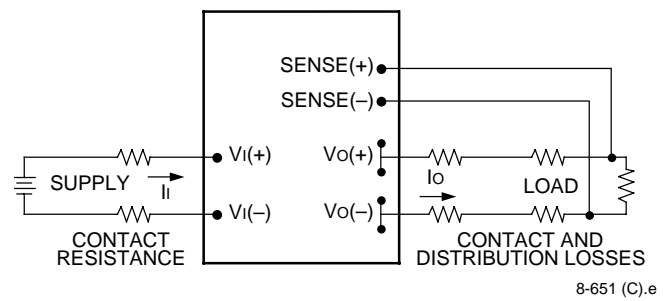 SENSE(+)
SENSE(–)
VI(+)
VO(+)
SUPPLY
II
IO
LOAD
VI(–)
VO(–)
CONTACT
RESISTANCE
CONTACT AND
DISTRIBUTION LOSSES
8-651 (C).e